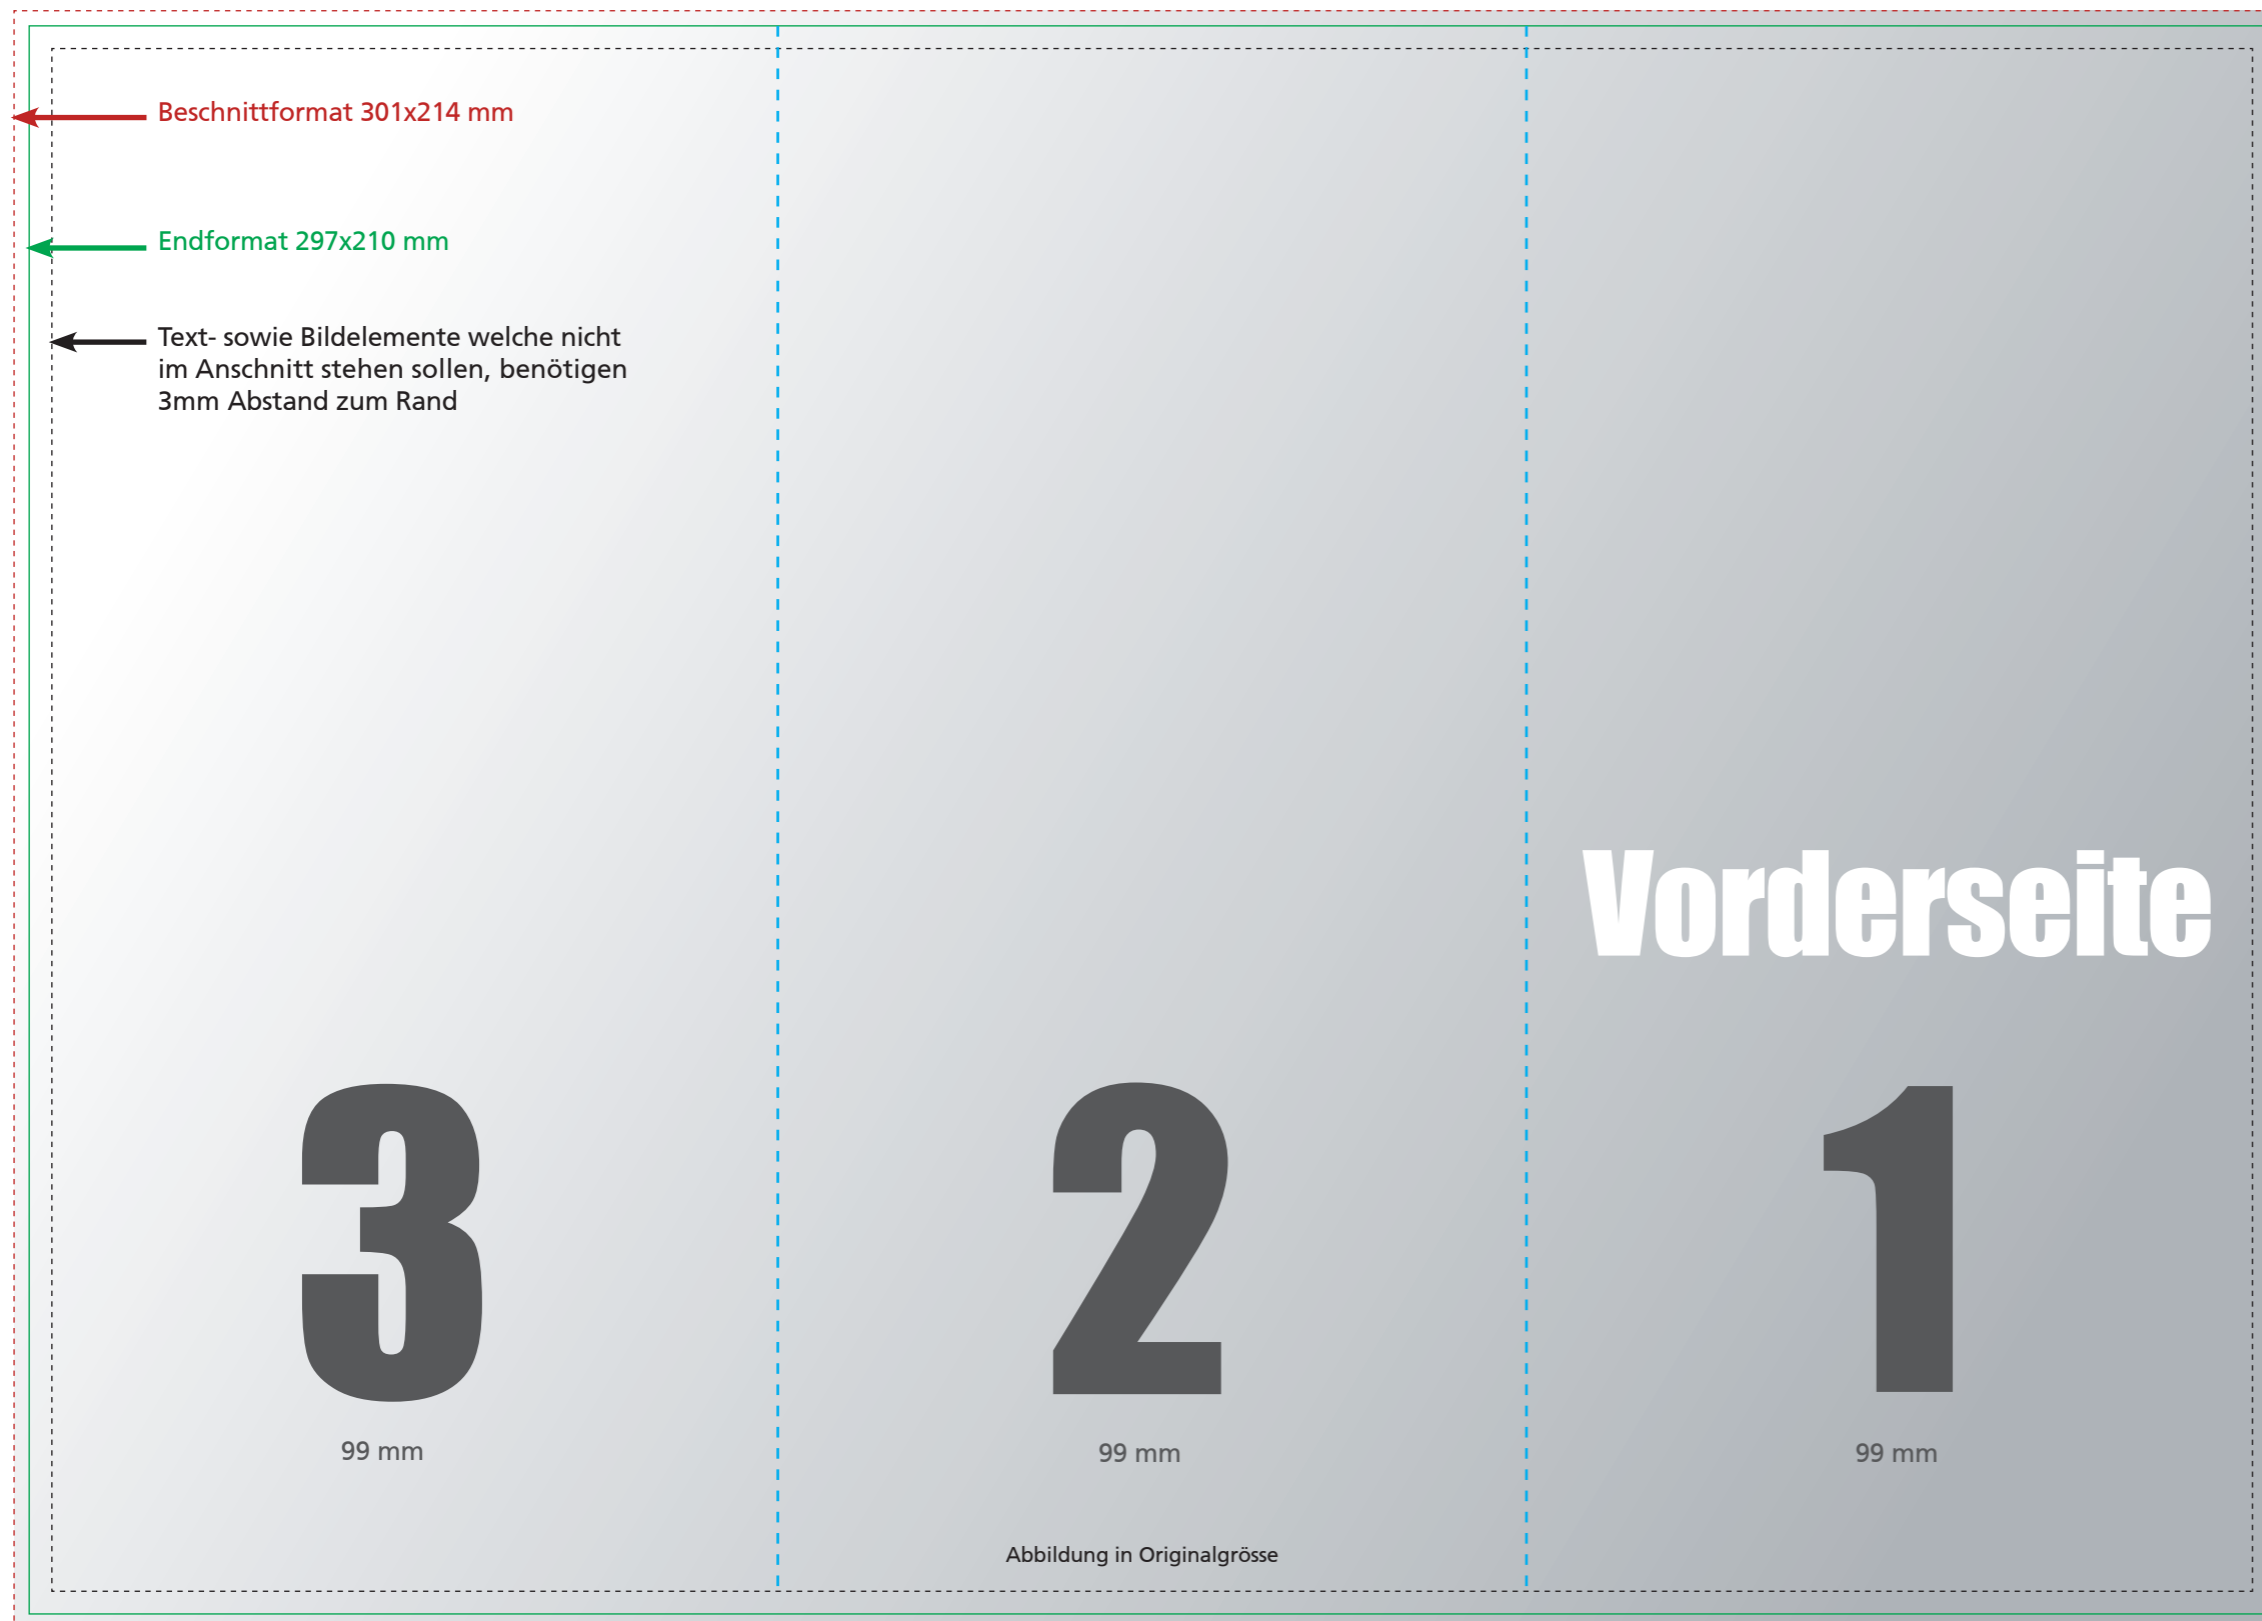 Beschnittformat 301x214 mm
Endformat 297x210 mm
Text- sowie Bildelemente welche nicht
im Anschnitt stehen sollen, benötigen
3mm Abstand zum Rand
Vorderseite
3
2
1
99 mm
99 mm
99 mm
Abbildung in Originalgrösse